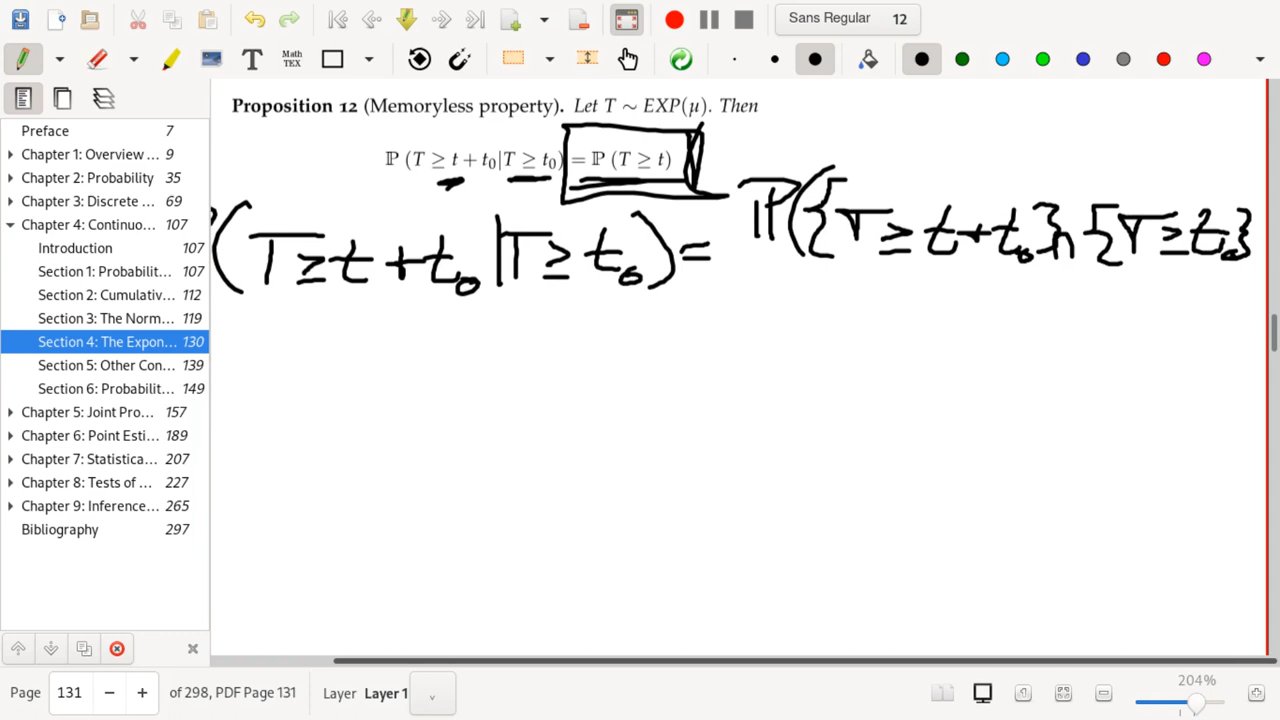 Sans Regular 12
T Math TEX
Preface 7
Chapter 1: Overview ... 9
Chapter 2: Probability 35
Chapter 3: Discrete ... 69
Chapter 4: Continuo... 107
Introduction 107
Section 1: Probabilit... 107
Section 2: Cumulativ... 112
Section 3: The Norm... 119
Section 4: The Expon... 130
Section 5: Other Con... 139
Section 6: Probabilit... 149
Chapter 5: Joint Pro... 157
Chapter 6: Point Esti... 189
Chapter 7: Statistica... 207
Chapter 8: Tests of ... 227
Chapter 9: Inference... 265
Bibliography 297
Proposition 12 (Memoryless property). Let T ∼ EXP(μ). Then
ℙ (T ≥ t + t₀|T ≥ t₀) = ℙ (T ≥ t)
(T ≥ t + t₀ | T ≥ t₀) = ℙ({T ≥ t + t₀} ∩ {T ≥ t₀}
Page 131 of 298, PDF Page 131 Layer Layer 1 204%